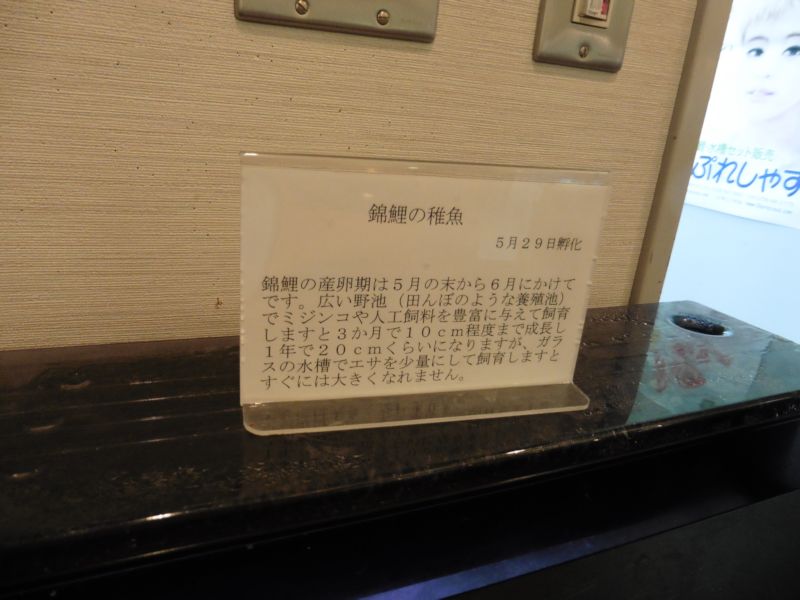 錦鯉の稚魚
５月２９日孵化
錦鯉の産卵期は５月の末から６月にかけて
です。広い野池（田んぼのような養殖池）
でミジンコや人工飼料を豊富に与えて飼育
しますと３か月で１０ｃｍ程度まで成長し
１年で２０ｃｍくらいになりますが、ガラ
スの水槽でエサを少量にして飼育しますと
すぐには大きくなれません。
水槽セット販売
ぷれしゃす